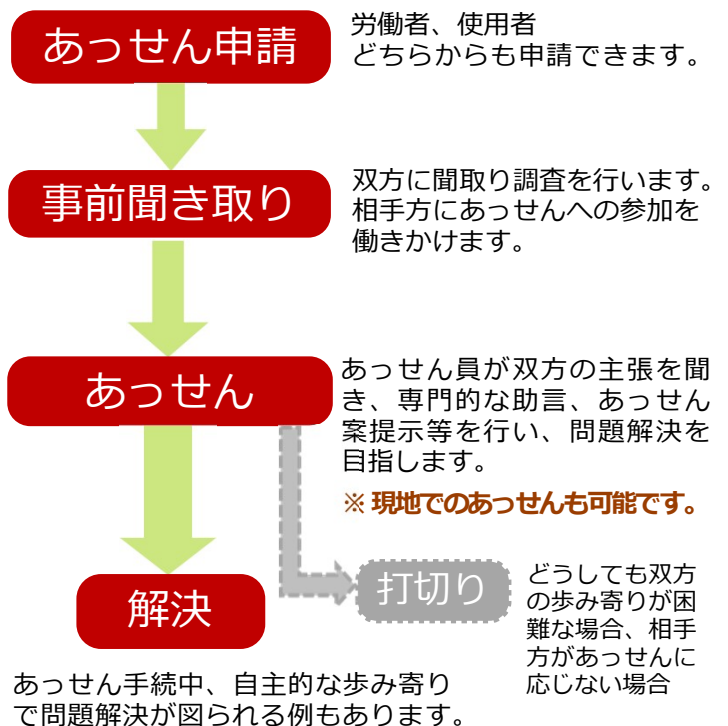 あっせん申請
労働者、使用者
どちらからも申請できます。
事前聞き取り
双方に聞取り調査を行います。
相手方にあっせんへの参加を
働きかけます。
あっせん
あっせん員が双方の主張を聞
き、専門的な助言、あっせん
案提示等を行い、問題解決を
目指します。
※ 現地でのあっせんも可能です。
解決
打切り
どうしても双方
の歩み寄りが困
難な場合、相手
方があっせんに
応じない場合
あっせん手続中、自主的な歩み寄り
で問題解決が図られる例もあります。